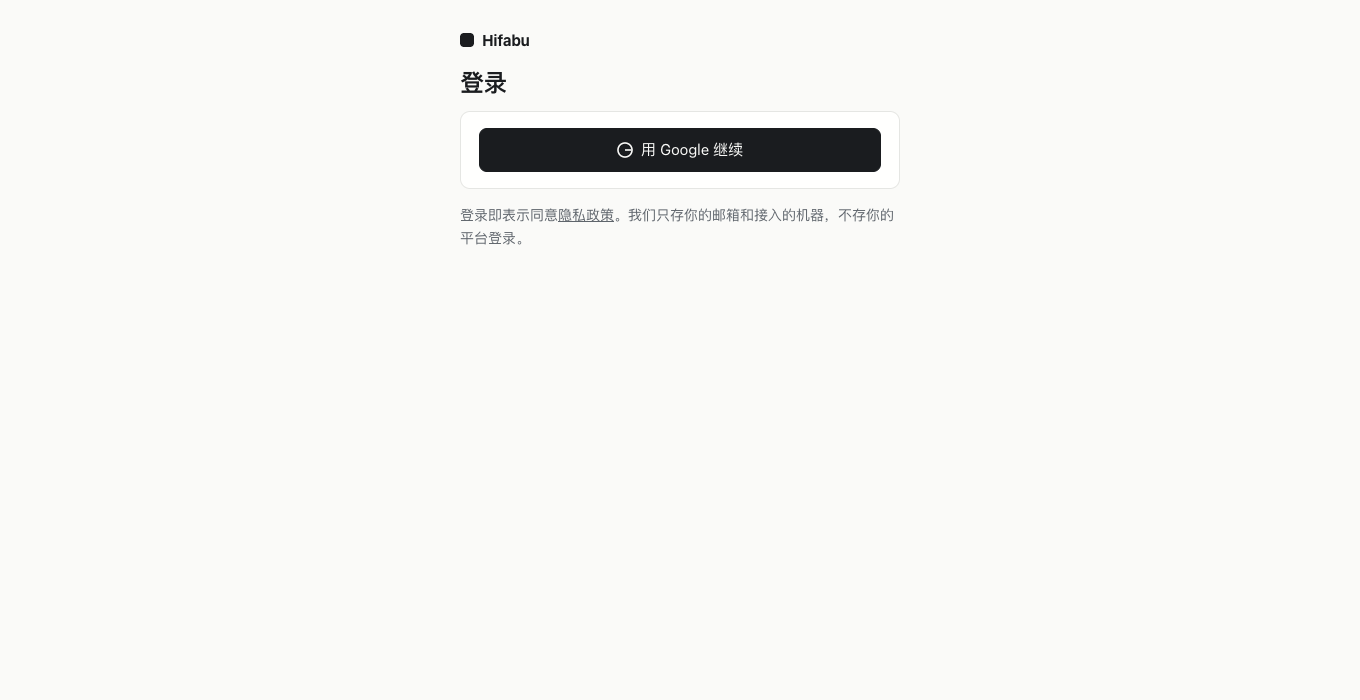 Hifabu
登录
用 Google 继续
登录即表示同意隐私政策。我们只存你的邮箱和接入的机器，不存你的
平台登录。